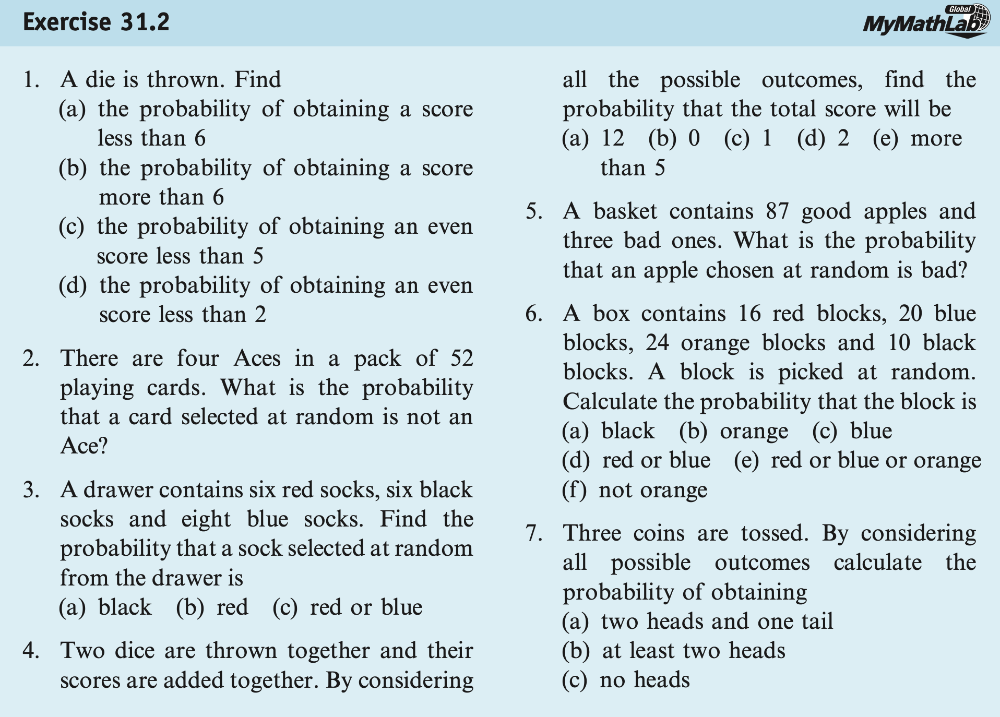 Exercise 31.2
Global
MyMathLab
1. A die is thrown. Find
(a) the probability of obtaining a score
less than 6
(b) the probability of obtaining a score
more than 6
(c) the probability of obtaining an even
score less than 5
(d) the probability of obtaining an even
score less than 2
2. There are four Aces in a pack of 52
playing cards. What is the probability
that a card selected at random is not an
Ace?
3. A drawer contains six red socks, six black
socks and eight blue socks. Find the
probability that a sock selected at random
from the drawer is
(a) black (b) red (c) red or blue
4. Two dice are thrown together and their
scores are added together. By considering
all the possible outcomes, find the
probability that the total score will be
(a) 12 (b) 0 (c) 1 (d) 2 (e) more
than 5
5. A basket contains 87 good apples and
three bad ones. What is the probability
that an apple chosen at random is bad?
6. A box contains 16 red blocks, 20 blue
blocks, 24 orange blocks and 10 black
blocks. A block is picked at random.
Calculate the probability that the block is
(a) black (b) orange (c) blue
(d) red or blue (e) red or blue or orange
(f) not orange
7. Three coins are tossed. By considering
all possible outcomes calculate the
probability of obtaining
(a) two heads and one tail
(b) at least two heads
(c) no heads